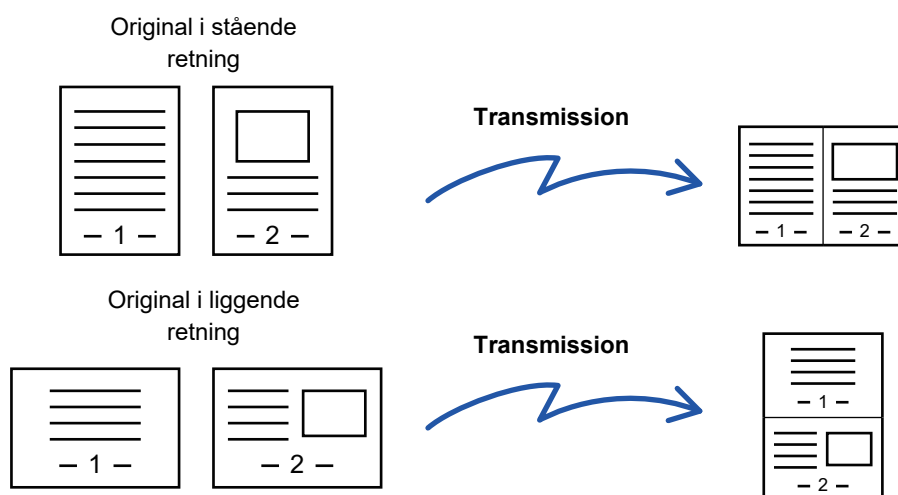 Original i stående
retning
Transmission
– 1 –
– 2 –
– 1 –
– 2 –
Original i liggende
retning
Transmission
– 1 –
– 2 –
– 1 –
– 2 –